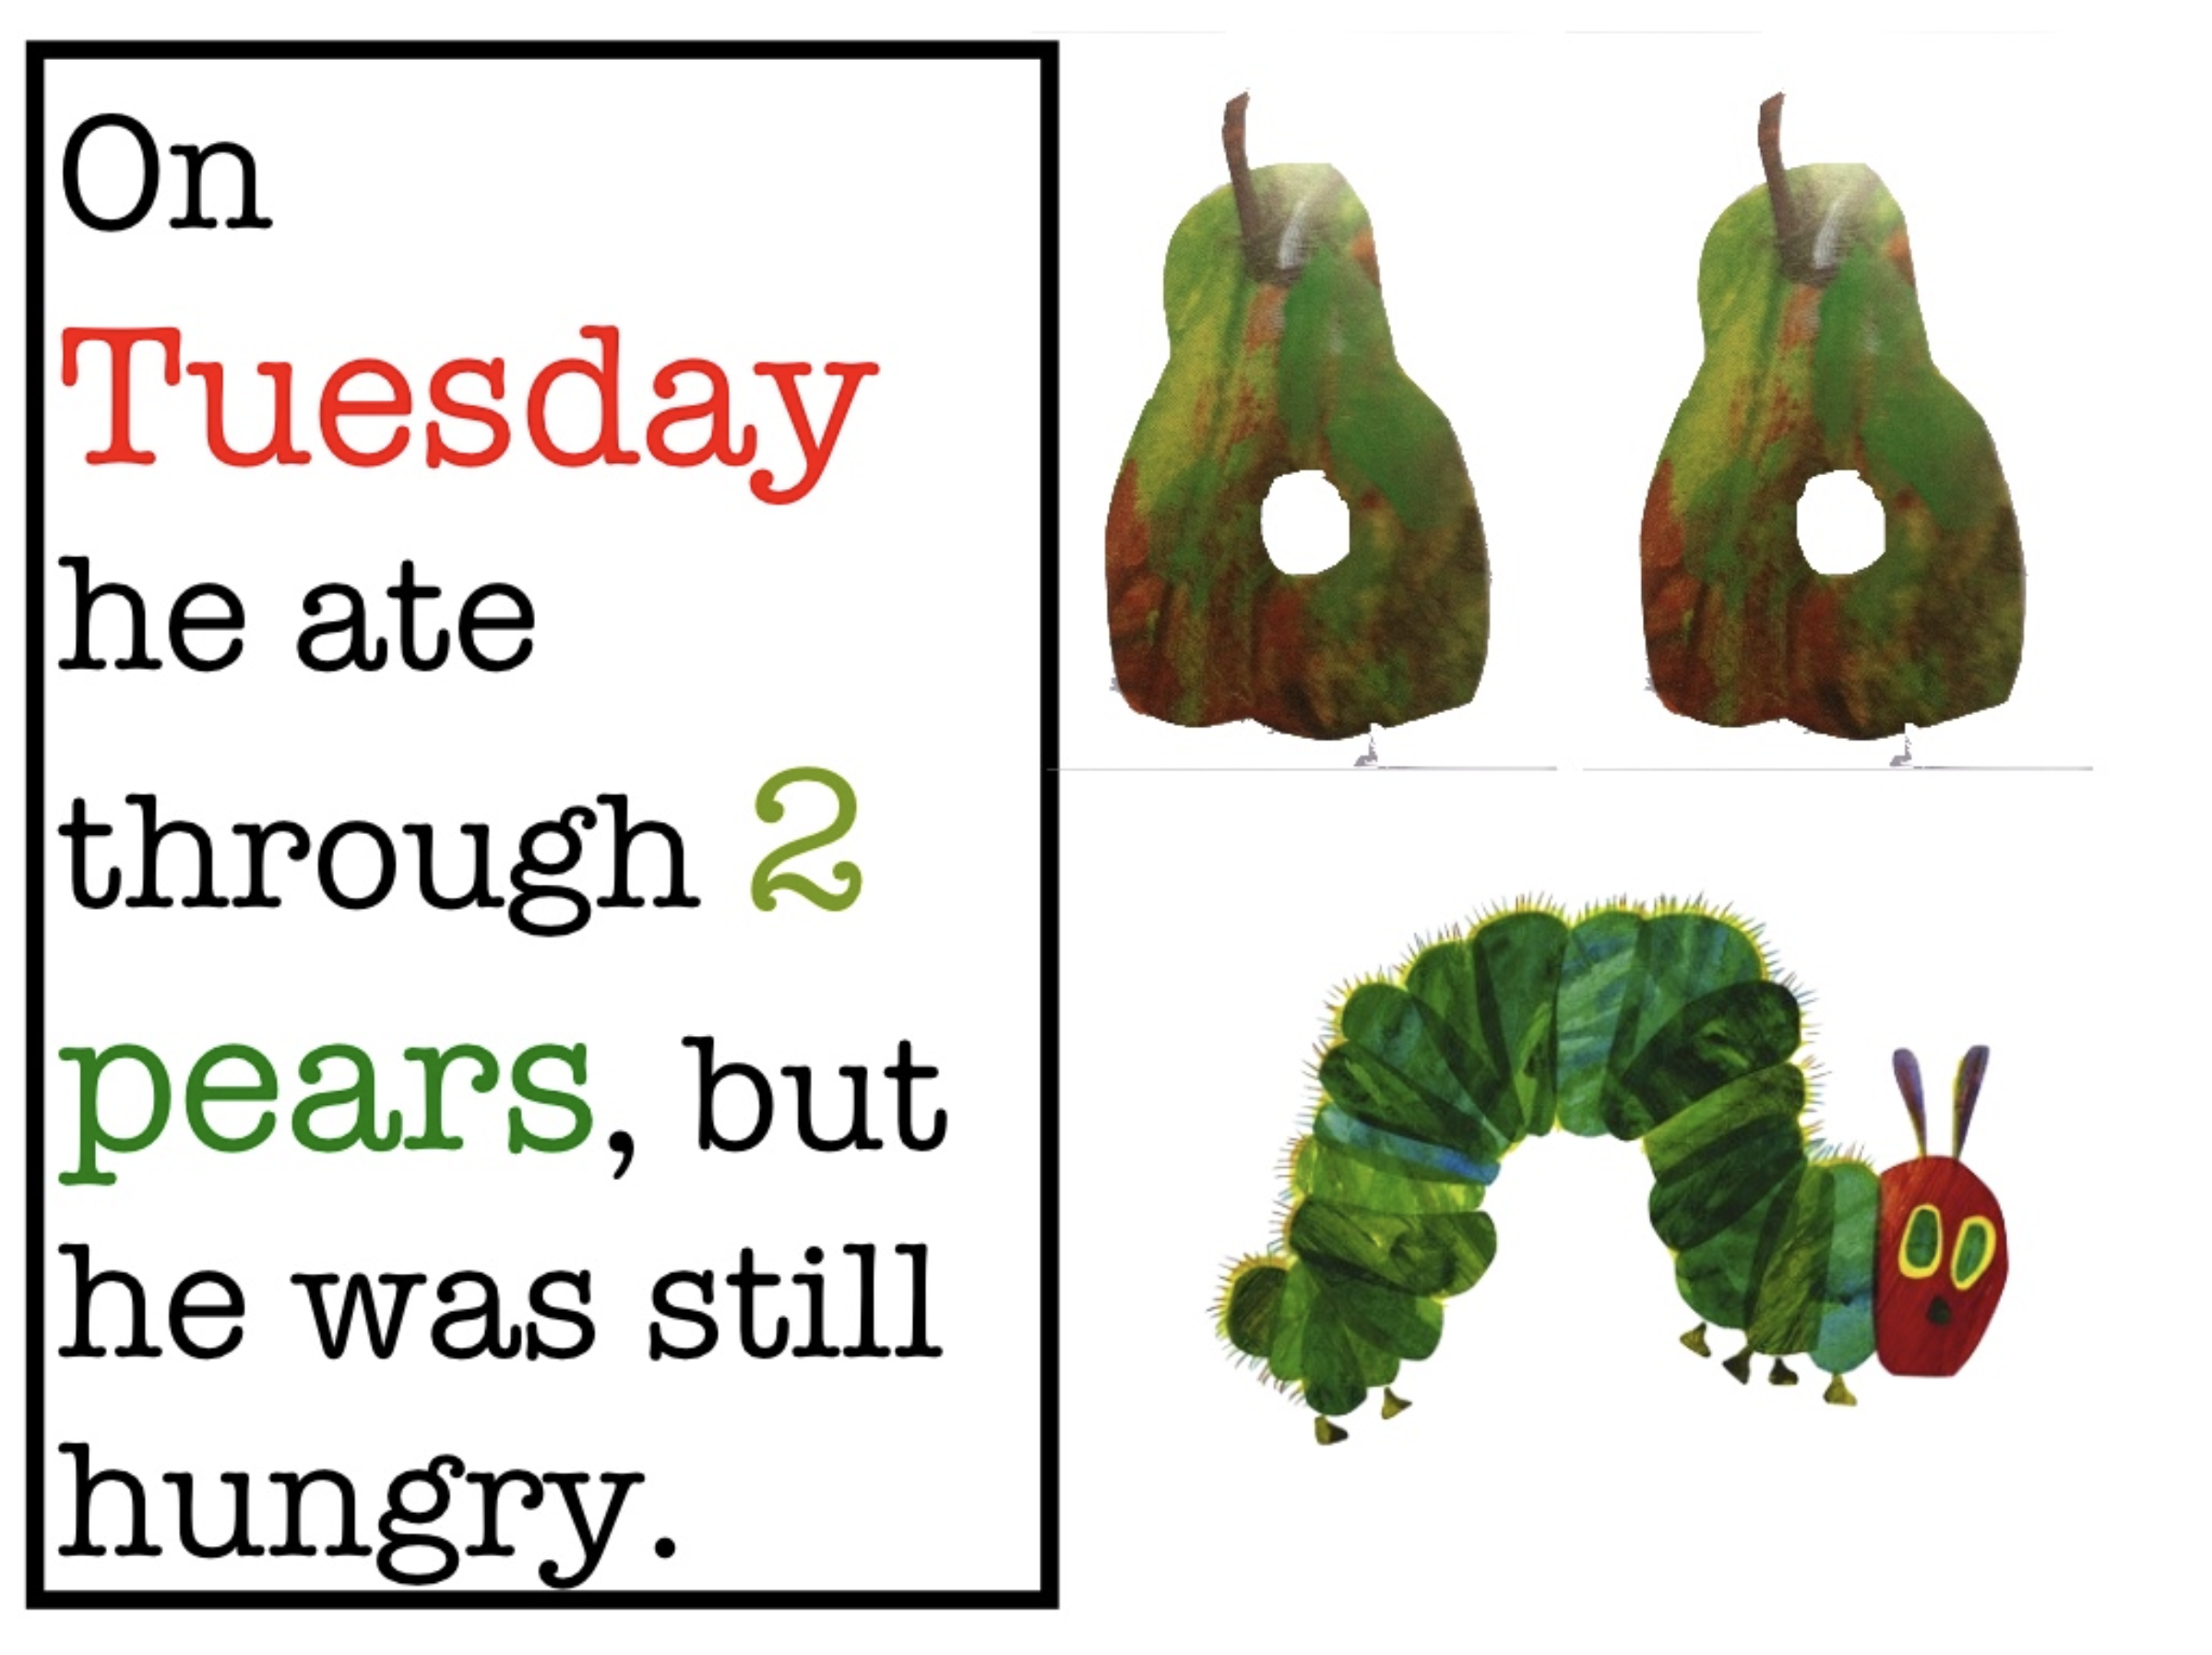 On
Tuesday
he ate
through 2
pears, but
he was still
hungry.